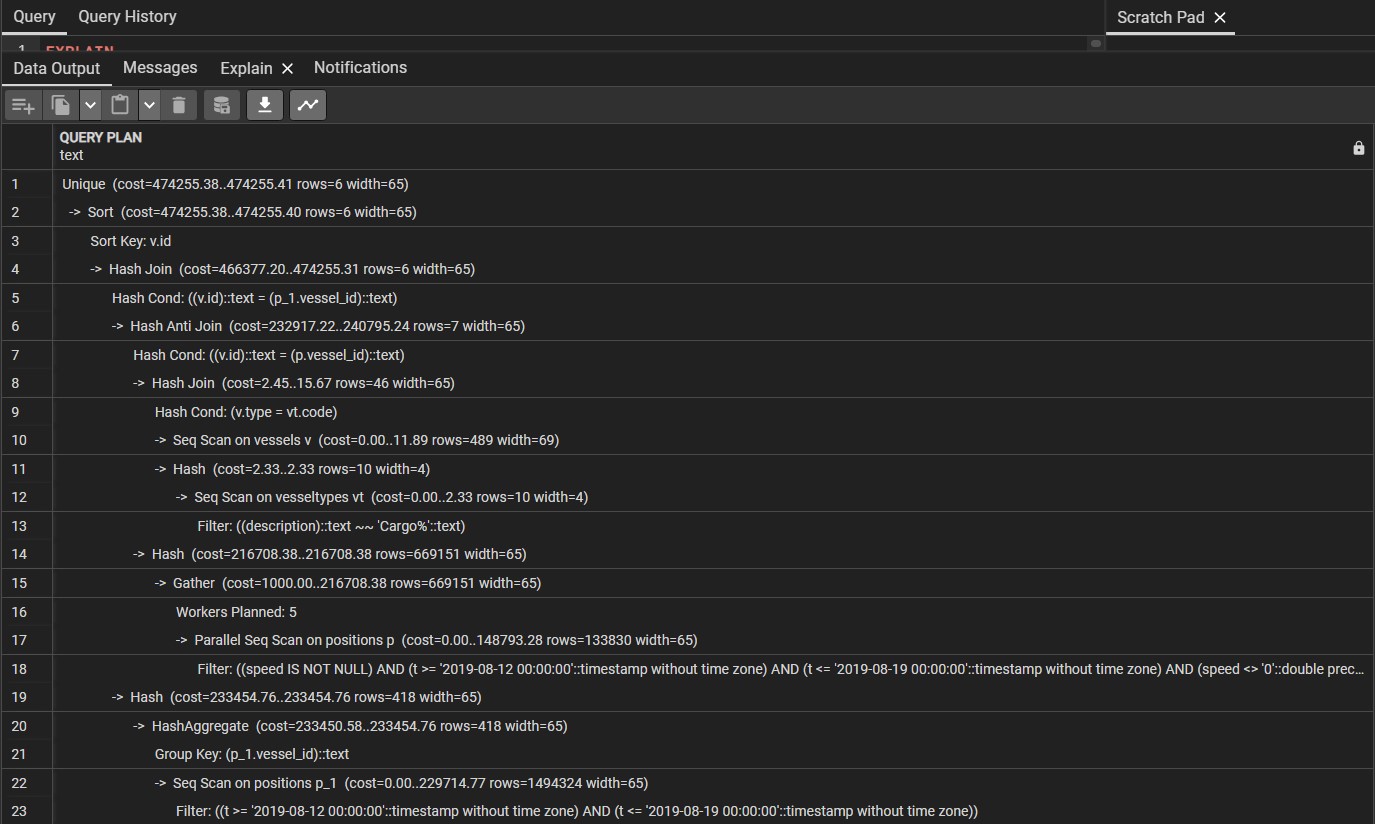 Query Query History Scratch Pad
1 EXPLAIN
Data Output Messages Explain Notifications
QUERY PLAN
text
1 Unique (cost=474255.38..474255.41 rows=6 width=65)
2 -> Sort (cost=474255.38..474255.40 rows=6 width=65)
3 Sort Key: v.id
4 -> Hash Join (cost=466377.20..474255.31 rows=6 width=65)
5 Hash Cond: ((v.id)::text = (p_1.vessel_id)::text)
6 -> Hash Anti Join (cost=232917.22..240795.24 rows=7 width=65)
7 Hash Cond: ((v.id)::text = (p.vessel_id)::text)
8 -> Hash Join (cost=2.45..15.67 rows=46 width=65)
9 Hash Cond: (v.type = vt.code)
10 -> Seq Scan on vessels v (cost=0.00..11.89 rows=489 width=69)
11 -> Hash (cost=2.33..2.33 rows=10 width=4)
12 -> Seq Scan on vesseltypes vt (cost=0.00..2.33 rows=10 width=4)
13 Filter: ((description)::text ~~ 'Cargo%'::text)
14 -> Hash (cost=216708.38..216708.38 rows=669151 width=65)
15 -> Gather (cost=1000.00..216708.38 rows=669151 width=65)
16 Workers Planned: 5
17 -> Parallel Seq Scan on positions p (cost=0.00..148793.28 rows=133830 width=65)
18 Filter: ((speed IS NOT NULL) AND (t >= '2019-08-12 00:00:00'::timestamp without time zone) AND (t <= '2019-08-19 00:00:00'::timestamp without time zone) AND (speed <> '0'::double prec...
19 -> Hash (cost=233454.76..233454.76 rows=418 width=65)
20 -> HashAggregate (cost=233450.58..233454.76 rows=418 width=65)
21 Group Key: (p_1.vessel_id)::text
22 -> Seq Scan on positions p_1 (cost=0.00..229714.77 rows=1494324 width=65)
23 Filter: ((t >= '2019-08-12 00:00:00'::timestamp without time zone) AND (t <= '2019-08-19 00:00:00'::timestamp without time zone))